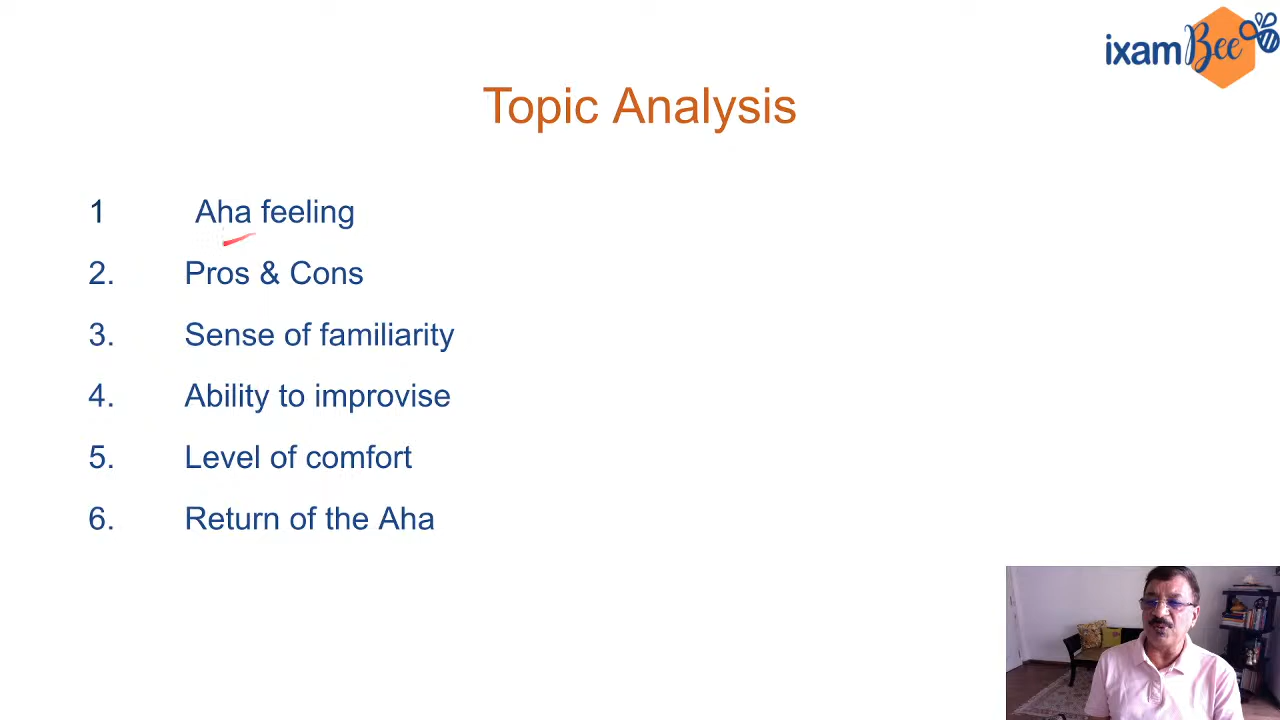 ixamBee
Topic Analysis
1 Aha feeling
2. Pros & Cons
3. Sense of familiarity
4. Ability to improvise
5. Level of comfort
6. Return of the Aha